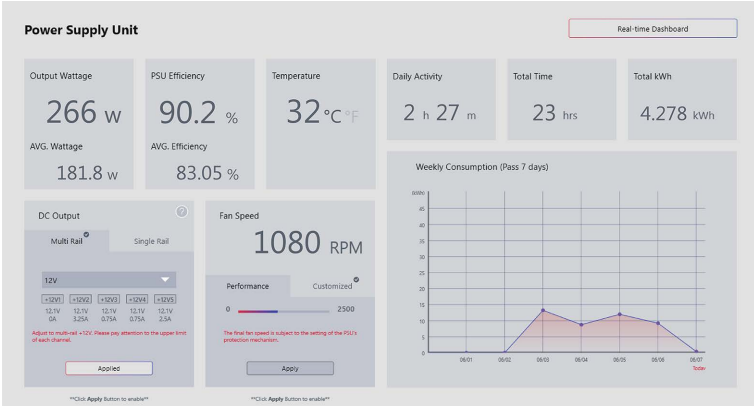 Power Supply Unit
Real-time Dashboard
Output Wattage
266 W
AVG. Wattage
181.8 W
PSU Efficiency
90.2 %
AVG. Efficiency
83.05 %
Temperature
32 °C °F
Daily Activity
2 h 27 m
Total Time
23 hrs
Total kWh
4.278 kWh
DC Output
?
Multi Rail
Single Rail
12V
+12V1 +12V2 +12V3 +12V4 +12V5
12.1V 12.1V 12.1V 12.1V 12.1V
0A 3.25A 0.75A 0.75A 2.5A
Adjust to multi-rail +12V. Please pay attention to the upper limit
of each channel.
Applied
**Click Apply Button to enable**
Fan Speed
1080 RPM
Performance
Customized
0 2500
The final fan speed is subject to the setting of the PSU's
protection mechanism.
Apply
**Click Apply Button to enable**
Weekly Consumption (Pass 7 days)
45
40
35
30
25
20
15
10
5
0
08/01 08/02 08/03 08/04 08/05 08/06 08/07
Today